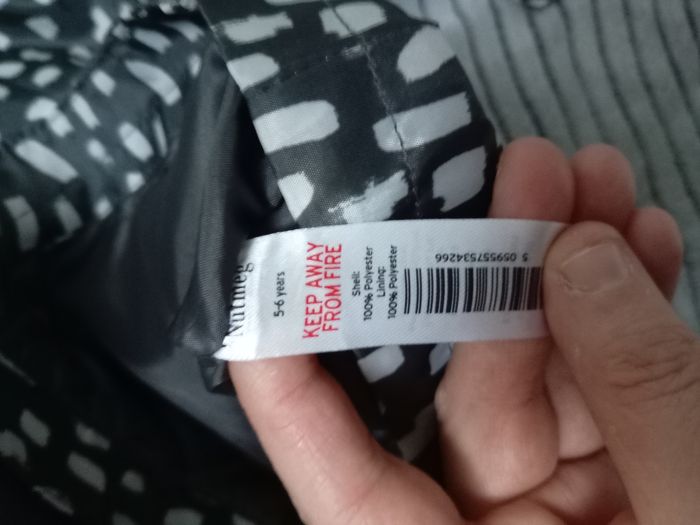 Nutmeg
5-6 years
KEEP AWAY
FROM FIRE
Shell:
100% Polyester
Lining:
100% Polyester
5 059557534266